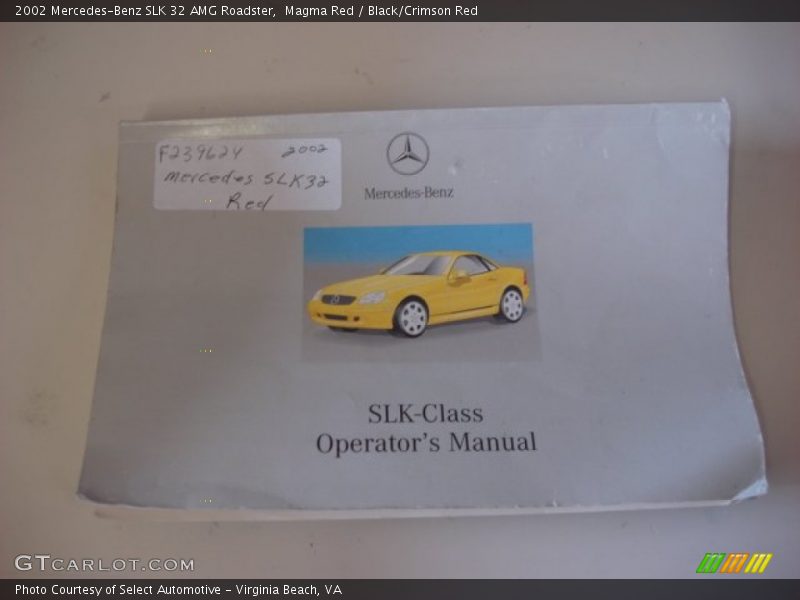 2002 Mercedes-Benz SLK 32 AMG Roadster,  Magma Red / Black/Crimson Red
F239624 2002
Mercedes SLK32
Red
Mercedes-Benz
SLK-Class
Operator's Manual
GTCARLOT.COM
Photo Courtesy of Select Automotive - Virginia Beach, VA